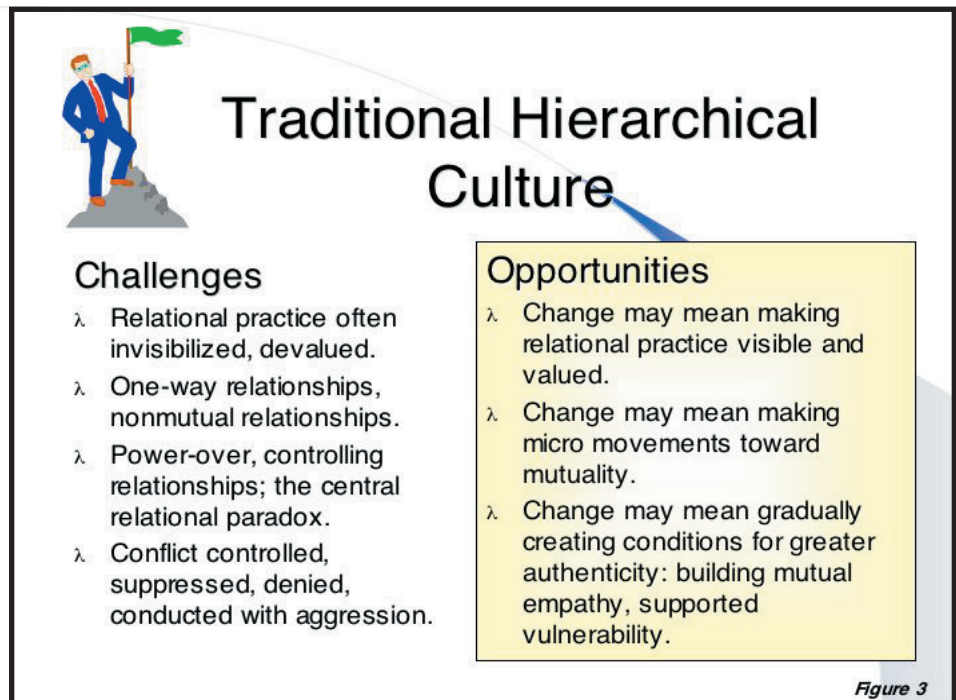 Traditional Hierarchical
Culture
Challenges
λ Relational practice often
invisibilized, devalued.
λ One-way relationships,
nonmutual relationships.
λ Power-over, controlling
relationships; the central
relational paradox.
λ Conflict controlled,
suppressed, denied,
conducted with aggression.
Opportunities
λ Change may mean making
relational practice visible and
valued.
λ Change may mean making
micro movements toward
mutuality.
λ Change may mean gradually
creating conditions for greater
authenticity: building mutual
empathy, supported
vulnerability.
Figure 3